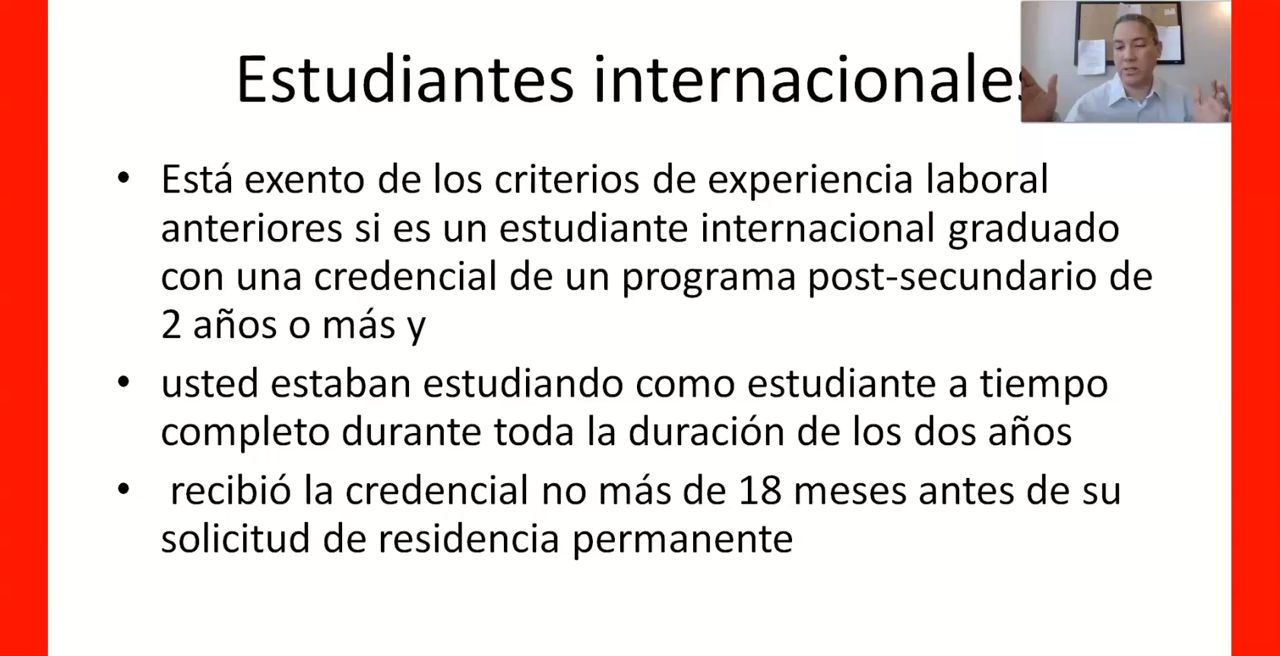 Estudiantes internacionales
• Está exento de los criterios de experiencia laboral
anteriores si es un estudiante internacional graduado
con una credencial de un programa post-secundario de
2 años o más y
• usted estaban estudiando como estudiante a tiempo
completo durante toda la duración de los dos años
• recibió la credencial no más de 18 meses antes de su
solicitud de residencia permanente